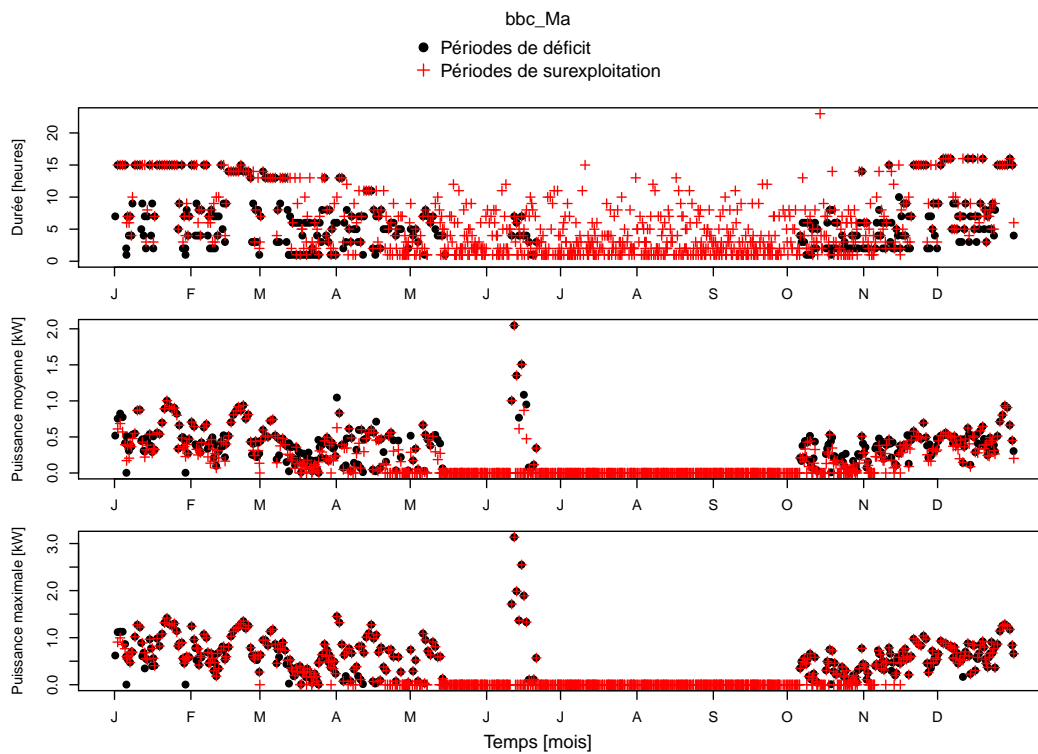 bbc_Ma
Périodes de déficit
Périodes de surexploitation
Durée [heures]
20
15
10
5
0
J F M A M J J A S O N D
Puissance moyenne [kW]
2.0
1.5
1.0
0.5
0.0
J F M A M J J A S O N D
Puissance maximale [kW]
3.0
2.0
1.0
0.0
J F M A M J J A S O N D
Temps [mois]